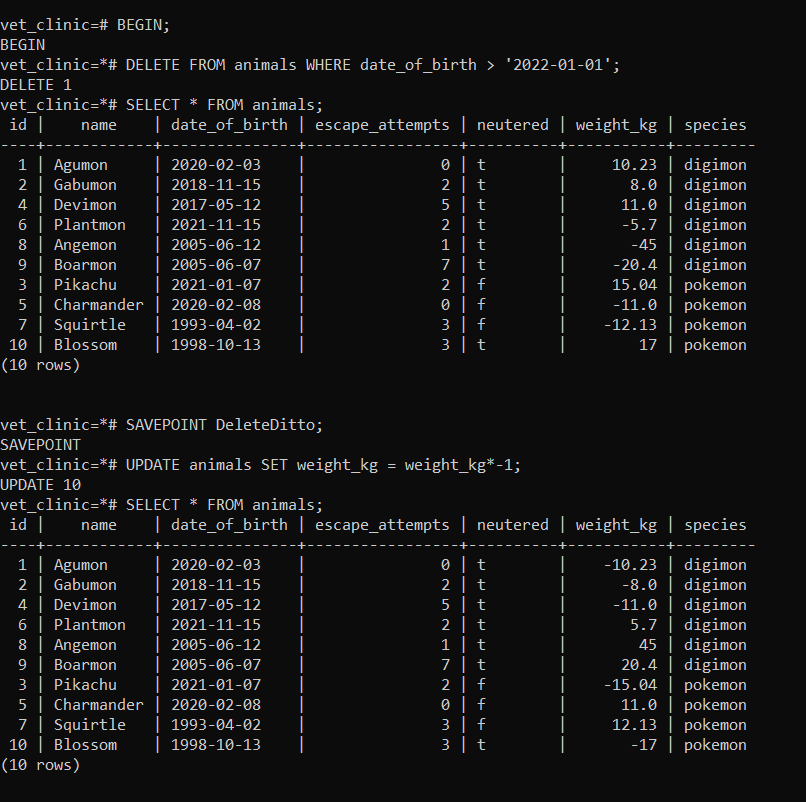 vet_clinic=# BEGIN;
BEGIN
vet_clinic=*# DELETE FROM animals WHERE date_of_birth > '2022-01-01';
DELETE 1
vet_clinic=*# SELECT * FROM animals;
 id |    name    | date_of_birth | escape_attempts | neutered | weight_kg | species
----+------------+---------------+-----------------+----------+-----------+---------
  1 | Agumon     | 2020-02-03    |               0 | t        |     10.23 | digimon
  2 | Gabumon    | 2018-11-15    |               2 | t        |       8.0 | digimon
  4 | Devimon    | 2017-05-12    |               5 | t        |      11.0 | digimon
  6 | Plantmon   | 2021-11-15    |               2 | t        |      -5.7 | digimon
  8 | Angemon    | 2005-06-12    |               1 | t        |       -45 | digimon
  9 | Boarmon    | 2005-06-07    |               7 | t        |     -20.4 | digimon
  3 | Pikachu    | 2021-01-07    |               2 | f        |     15.04 | pokemon
  5 | Charmander | 2020-02-08    |               0 | f        |     -11.0 | pokemon
  7 | Squirtle   | 1993-04-02    |               3 | f        |    -12.13 | pokemon
 10 | Blossom    | 1998-10-13    |               3 | t        |        17 | pokemon
(10 rows)
vet_clinic=*# SAVEPOINT DeleteDitto;
SAVEPOINT
vet_clinic=*# UPDATE animals SET weight_kg = weight_kg*-1;
UPDATE 10
vet_clinic=*# SELECT * FROM animals;
 id |    name    | date_of_birth | escape_attempts | neutered | weight_kg | species
----+------------+---------------+-----------------+----------+-----------+---------
  1 | Agumon     | 2020-02-03    |               0 | t        |    -10.23 | digimon
  2 | Gabumon    | 2018-11-15    |               2 | t        |      -8.0 | digimon
  4 | Devimon    | 2017-05-12    |               5 | t        |     -11.0 | digimon
  6 | Plantmon   | 2021-11-15    |               2 | t        |       5.7 | digimon
  8 | Angemon    | 2005-06-12    |               1 | t        |        45 | digimon
  9 | Boarmon    | 2005-06-07    |               7 | t        |      20.4 | digimon
  3 | Pikachu    | 2021-01-07    |               2 | f        |    -15.04 | pokemon
  5 | Charmander | 2020-02-08    |               0 | f        |      11.0 | pokemon
  7 | Squirtle   | 1993-04-02    |               3 | f        |     12.13 | pokemon
 10 | Blossom    | 1998-10-13    |               3 | t        |       -17 | pokemon
(10 rows)